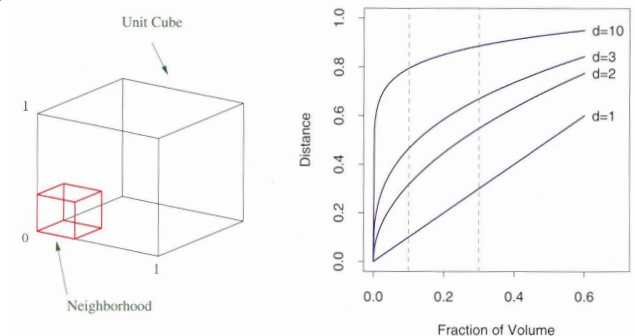 Unit Cube
1
0
1
Neighborhood
Distance
1.0
0.8
0.6
0.4
0.2
0.0
d=10
d=3
d=2
d=1
0.0 0.2 0.4 0.6
Fraction of Volume